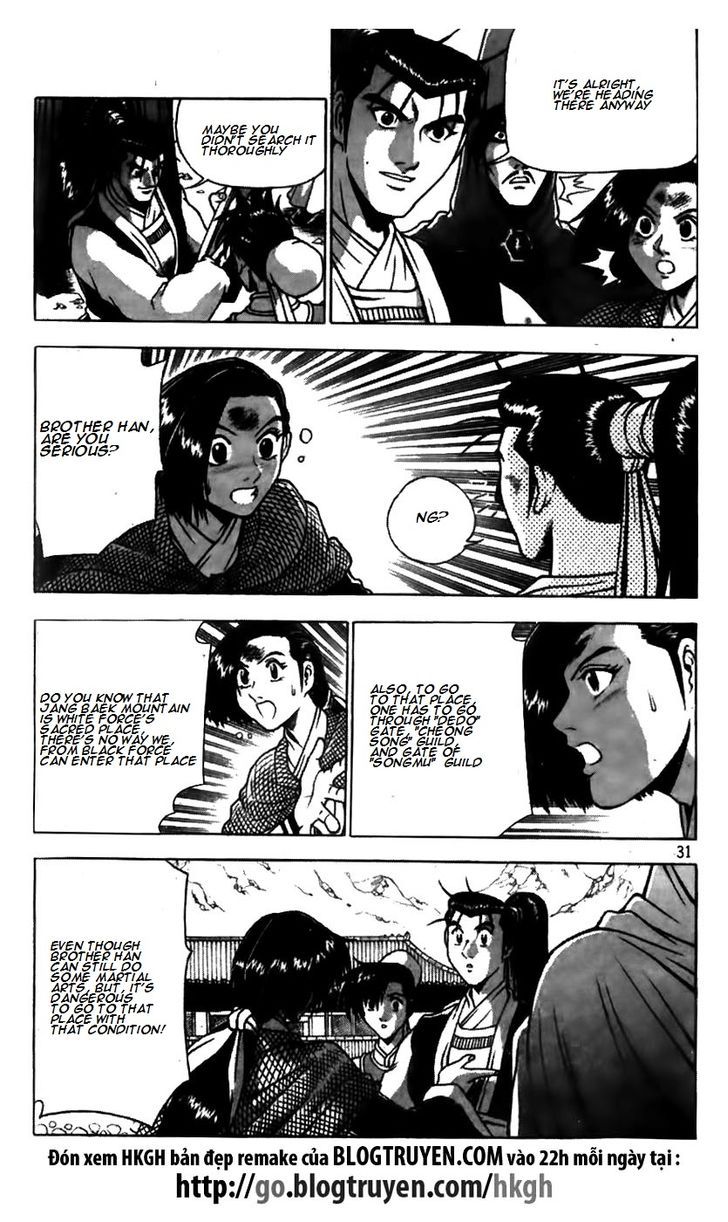 MAYBE YOU
DIDN'T SEARCH IT
THOROUGHLY
IT'S ALRIGHT,
WE'RE HEADING
THERE ANYWAY
BROTHER HAN,
ARE YOU
SERIOUS?
NG?
DO YOU KNOW THAT
JANG BAEK MOUNTAIN
IS WHITE FORCE'S
SACRED PLACE.
THERE'S NO WAY WE,
FROM BLACK FORCE,
CAN ENTER THAT PLACE
ALSO, TO GO
TO THAT PLACE,
ONE HAS TO GO
THROUGH "DEDO"
GATE, "CHEONG
SONG" GUILD
AND GATE OF
"SONGMU" GUILD
31
EVEN THOUGH
BROTHER HAN
CAN STILL DO
SOME MARTIAL
ARTS, BUT, IT'S
DANGEROUS
TO GO TO THAT
PLACE WITH
THAT CONDITION!
Đón xem HKGH bản đẹp remake của BLOGTRUYEN.COM vào 22h mỗi ngày tại :
http://go.blogtruyen.com/hkgh